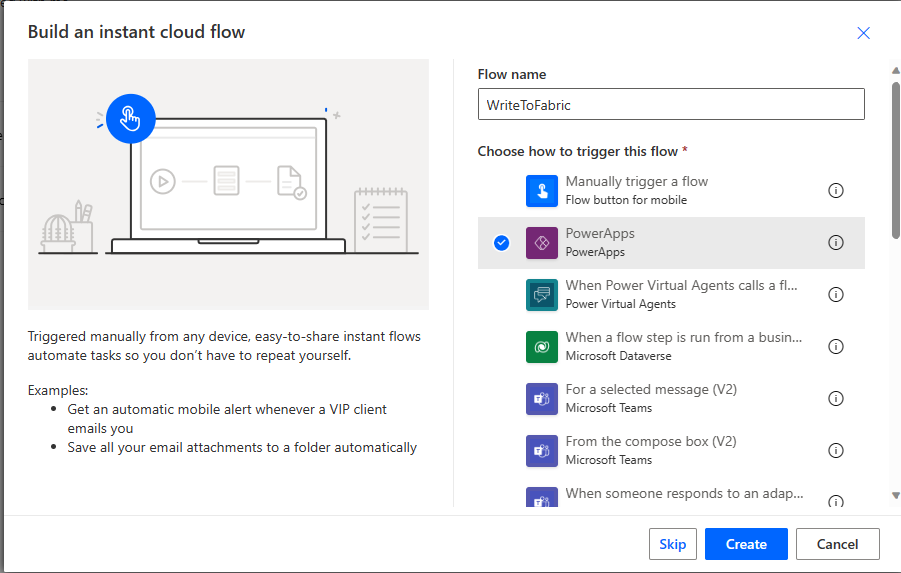 Build an instant cloud flow
Flow name
WriteToFabric
Choose how to trigger this flow *
Manually trigger a flow
Flow button for mobile
PowerApps
PowerApps
When Power Virtual Agents calls a fl...
Power Virtual Agents
When a flow step is run from a busin...
Microsoft Dataverse
For a selected message (V2)
Microsoft Teams
From the compose box (V2)
Microsoft Teams
When someone responds to an adap...
Triggered manually from any device, easy-to-share instant flows
automate tasks so you don’t have to repeat yourself.
Examples:
• Get an automatic mobile alert whenever a VIP client
emails you
• Save all your email attachments to a folder automatically
Skip
Create
Cancel